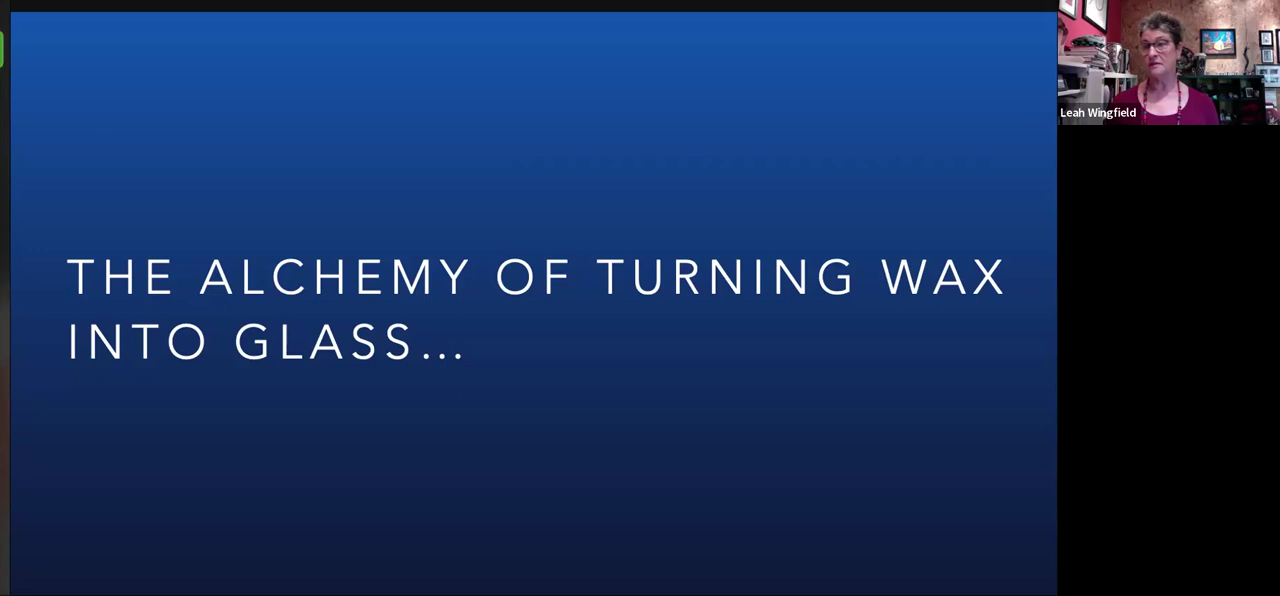 THE ALCHEMY OF TURNING WAX
INTO GLASS...
Leah Wingfield